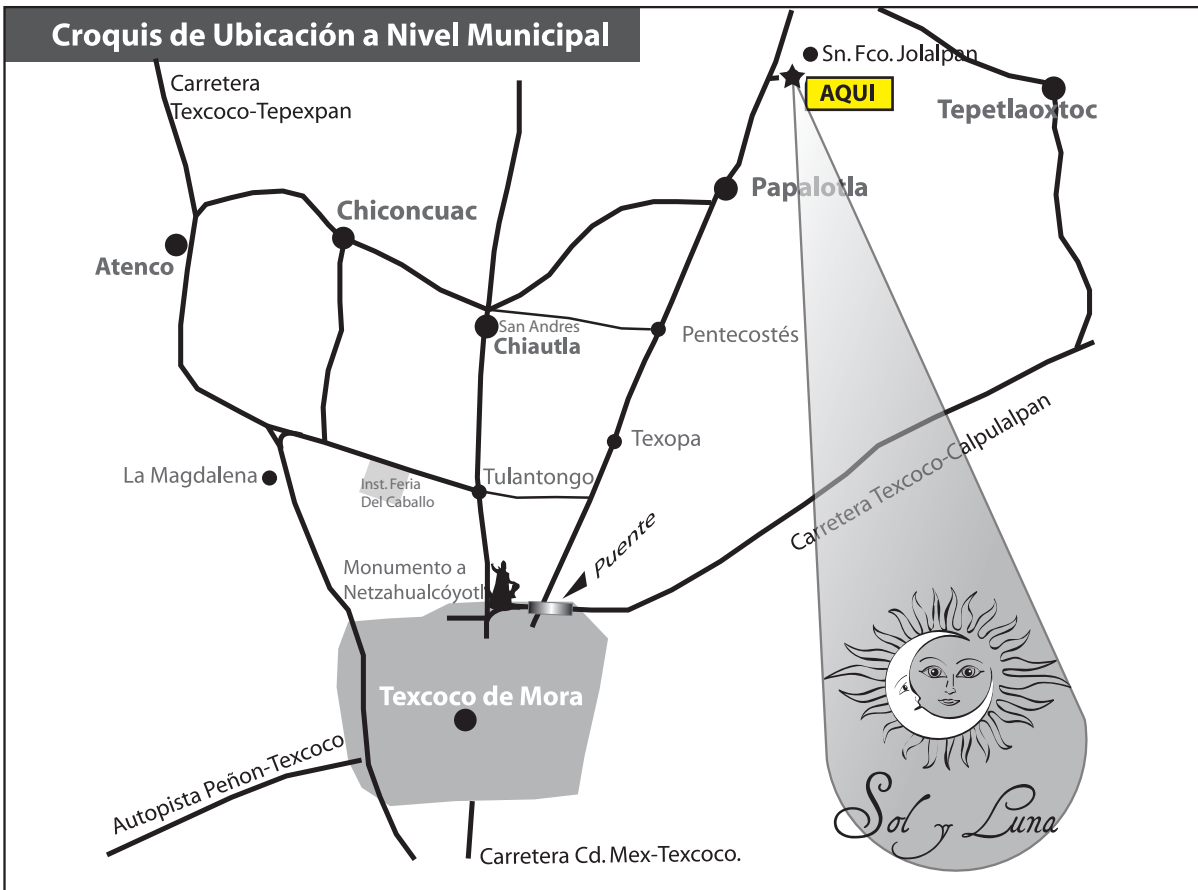 Croquis de Ubicación a Nivel Municipal
Sn. Fco. Jolalpan
AQUI
Carretera
Texcoco-Tepexpan
Tepetlaoxtoc
Papalotla
Chiconcuac
Atenco
San Andres
Chiautla
Pentecostés
Texopa
La Magdalena
Inst. Feria
Del Caballo
Tulantongo
Carretera Texcoco-Calpulalpan
Puente
Monumento a
Netzahualcóyotl
Texcoco de Mora
Autopista Peñon-Texcoco
Sol y Luna
Carretera Cd. Mex-Texcoco.